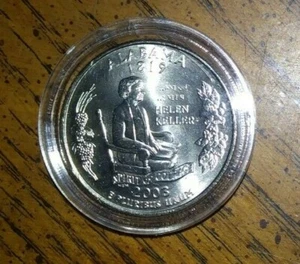 ALABAMA
1819
HELEN
KELLER
SPIRIT of COURAGE
2003
E PLURIBUS UNUM